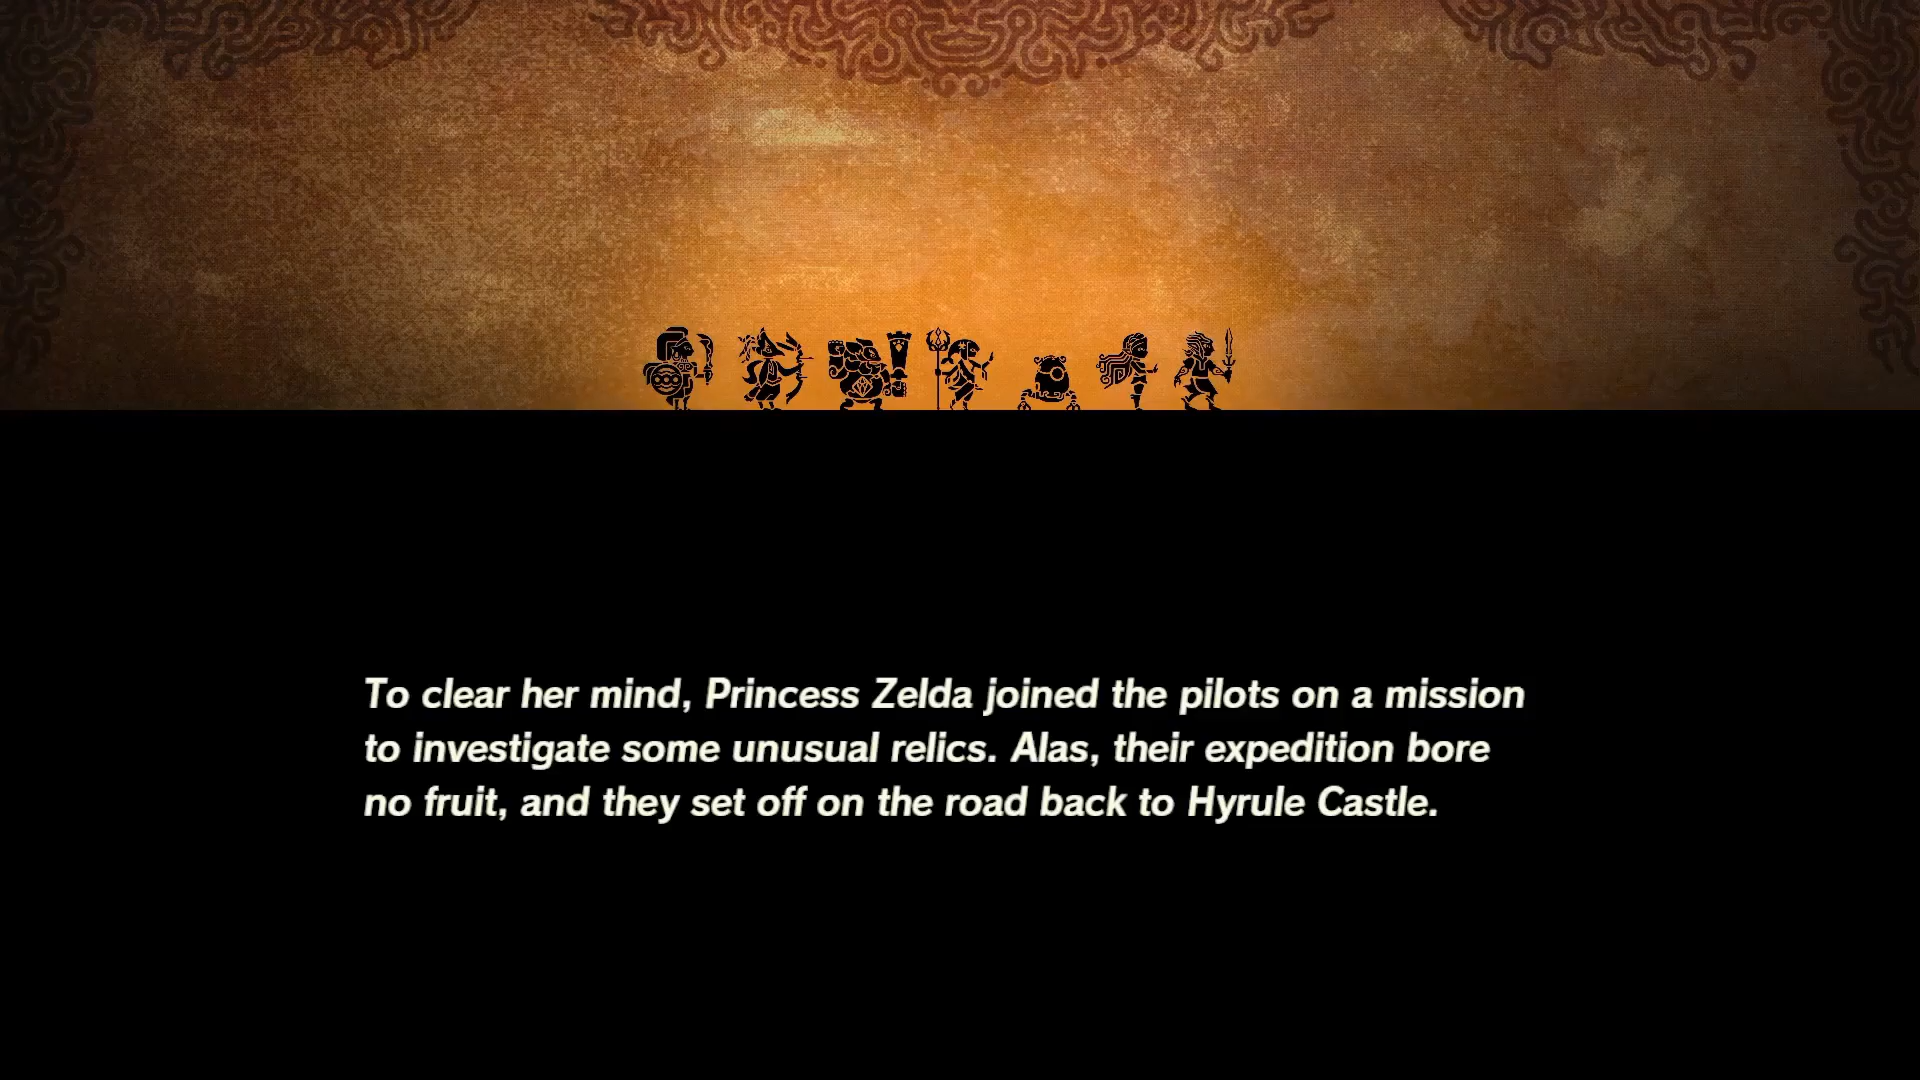 To clear her mind, Princess Zelda joined the pilots on a mission
to investigate some unusual relics. Alas, their expedition bore
no fruit, and they set off on the road back to Hyrule Castle.